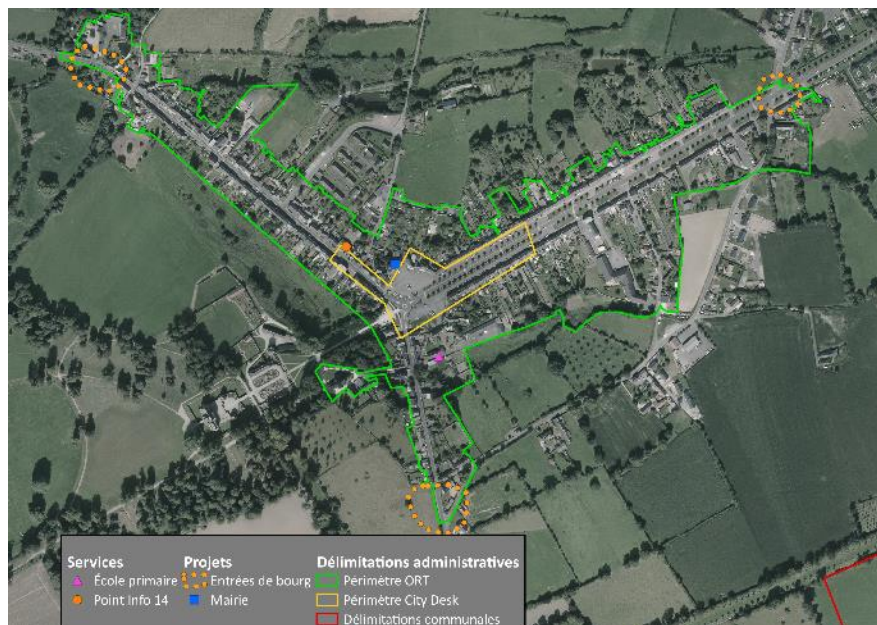 Services
École primaire
Point Info 14
Projets
Entrées de bourg
Mairie
Délimitations administratives
Périmètre ORT
Périmètre City Desk
Délimitations communales